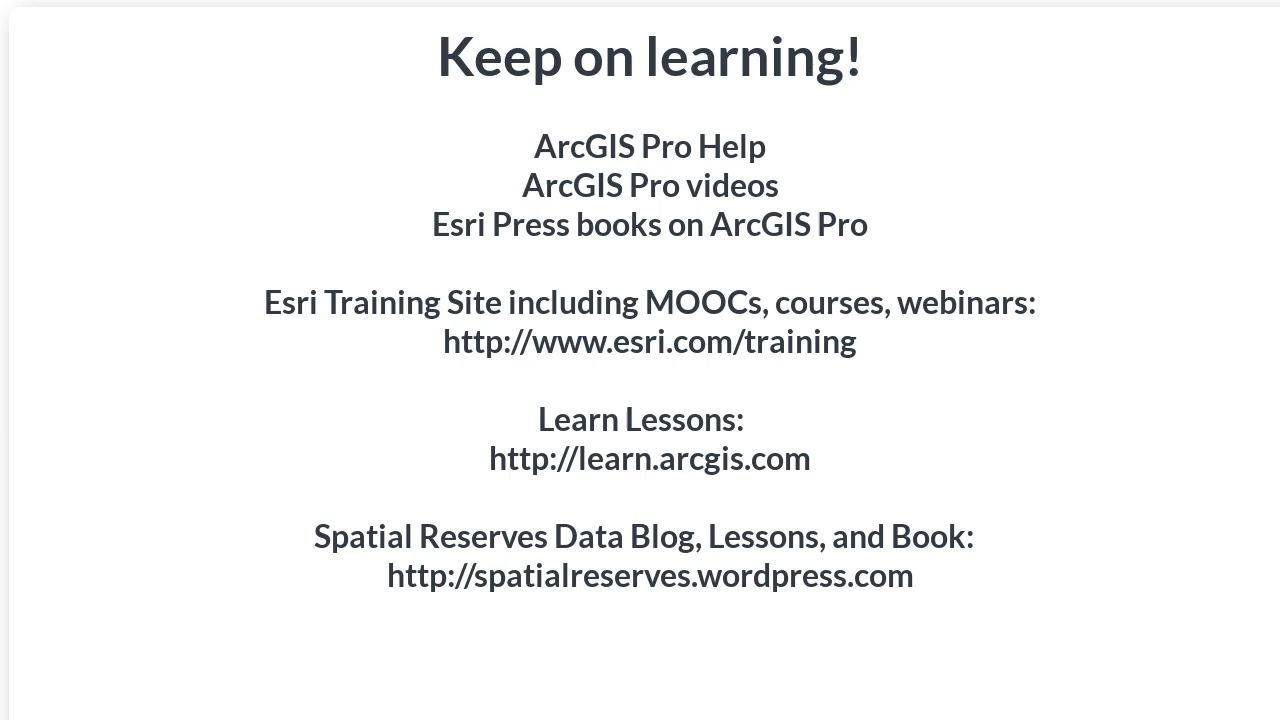 Keep on learning!
ArcGIS Pro Help
ArcGIS Pro videos
Esri Press books on ArcGIS Pro
Esri Training Site including MOOCs, courses, webinars:
http://www.esri.com/training
Learn Lessons:
http://learn.arcgis.com
Spatial Reserves Data Blog, Lessons, and Book:
http://spatialreserves.wordpress.com